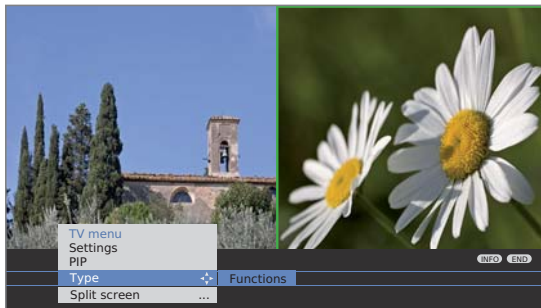 TV menu
Settings
PIP
Type Functions
Split screen ...
INFO END